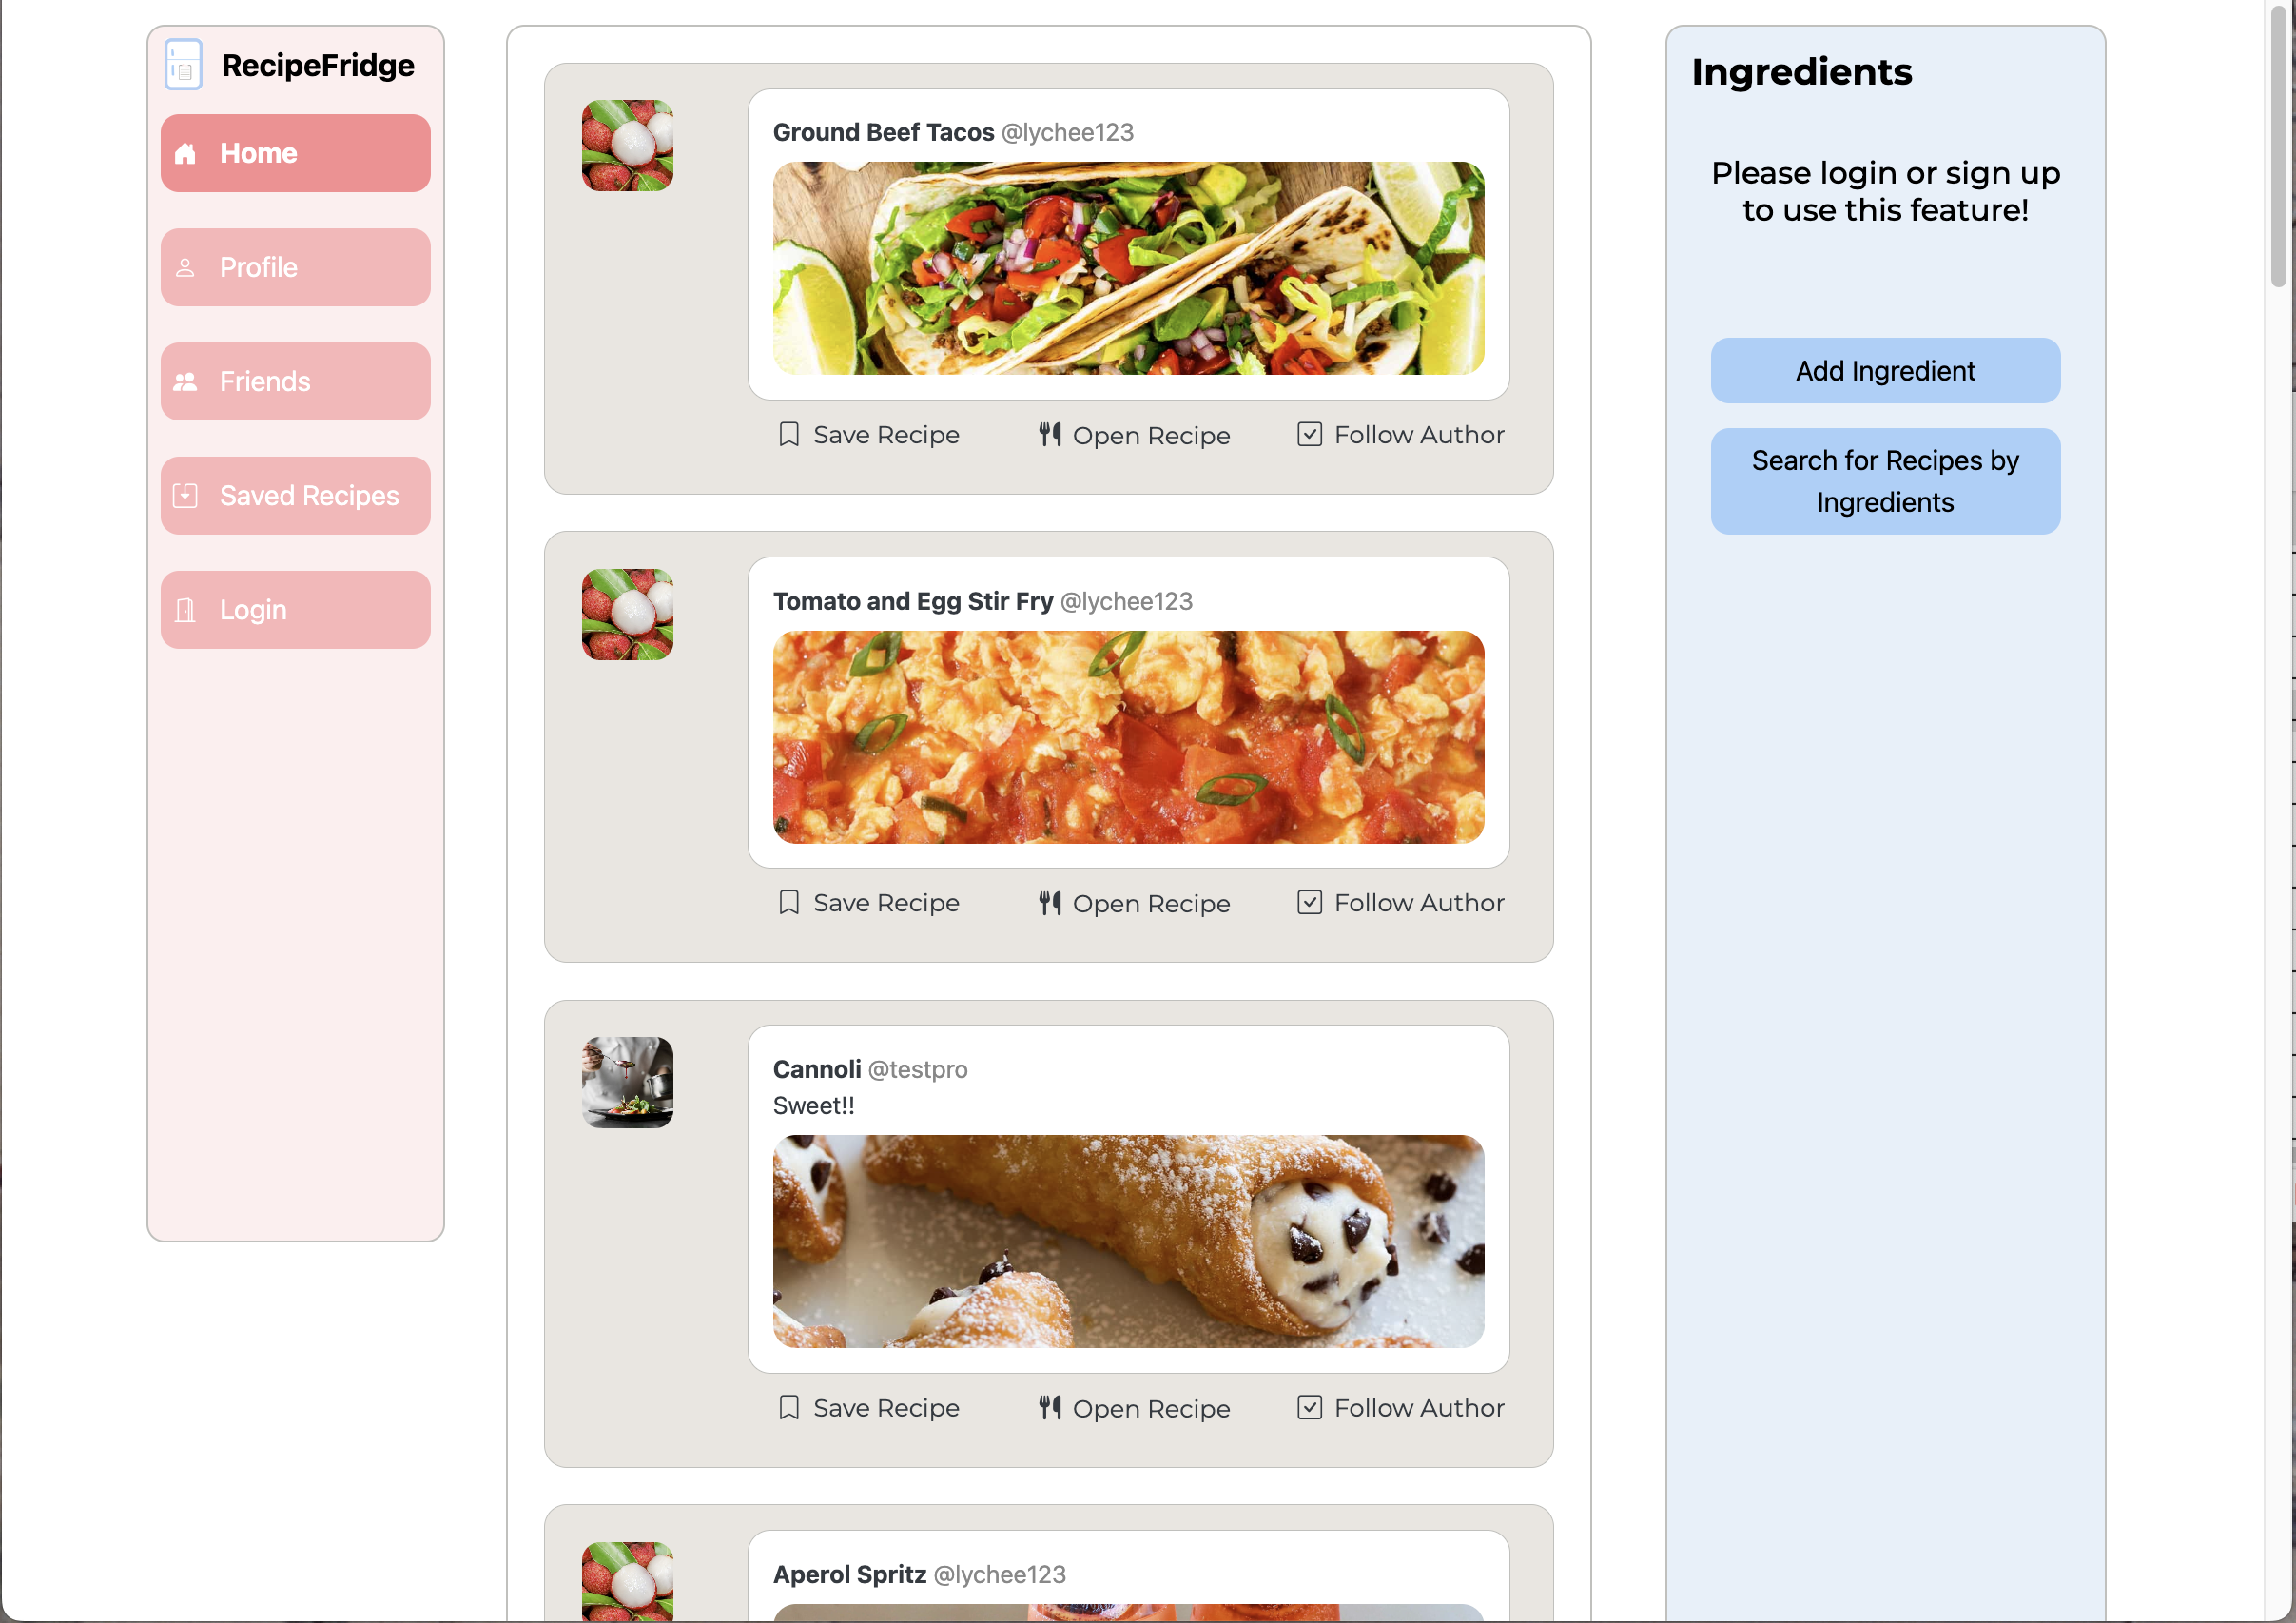 RecipeFridge
Home
Profile
Friends
Saved Recipes
Login
Ground Beef Tacos @lychee123
Save Recipe
Open Recipe
Follow Author
Tomato and Egg Stir Fry @lychee123
Save Recipe
Open Recipe
Follow Author
Cannoli @testpro
Sweet!!
Save Recipe
Open Recipe
Follow Author
Aperol Spritz @lychee123
Ingredients
Please login or sign up
to use this feature!
Add Ingredient
Search for Recipes by
Ingredients